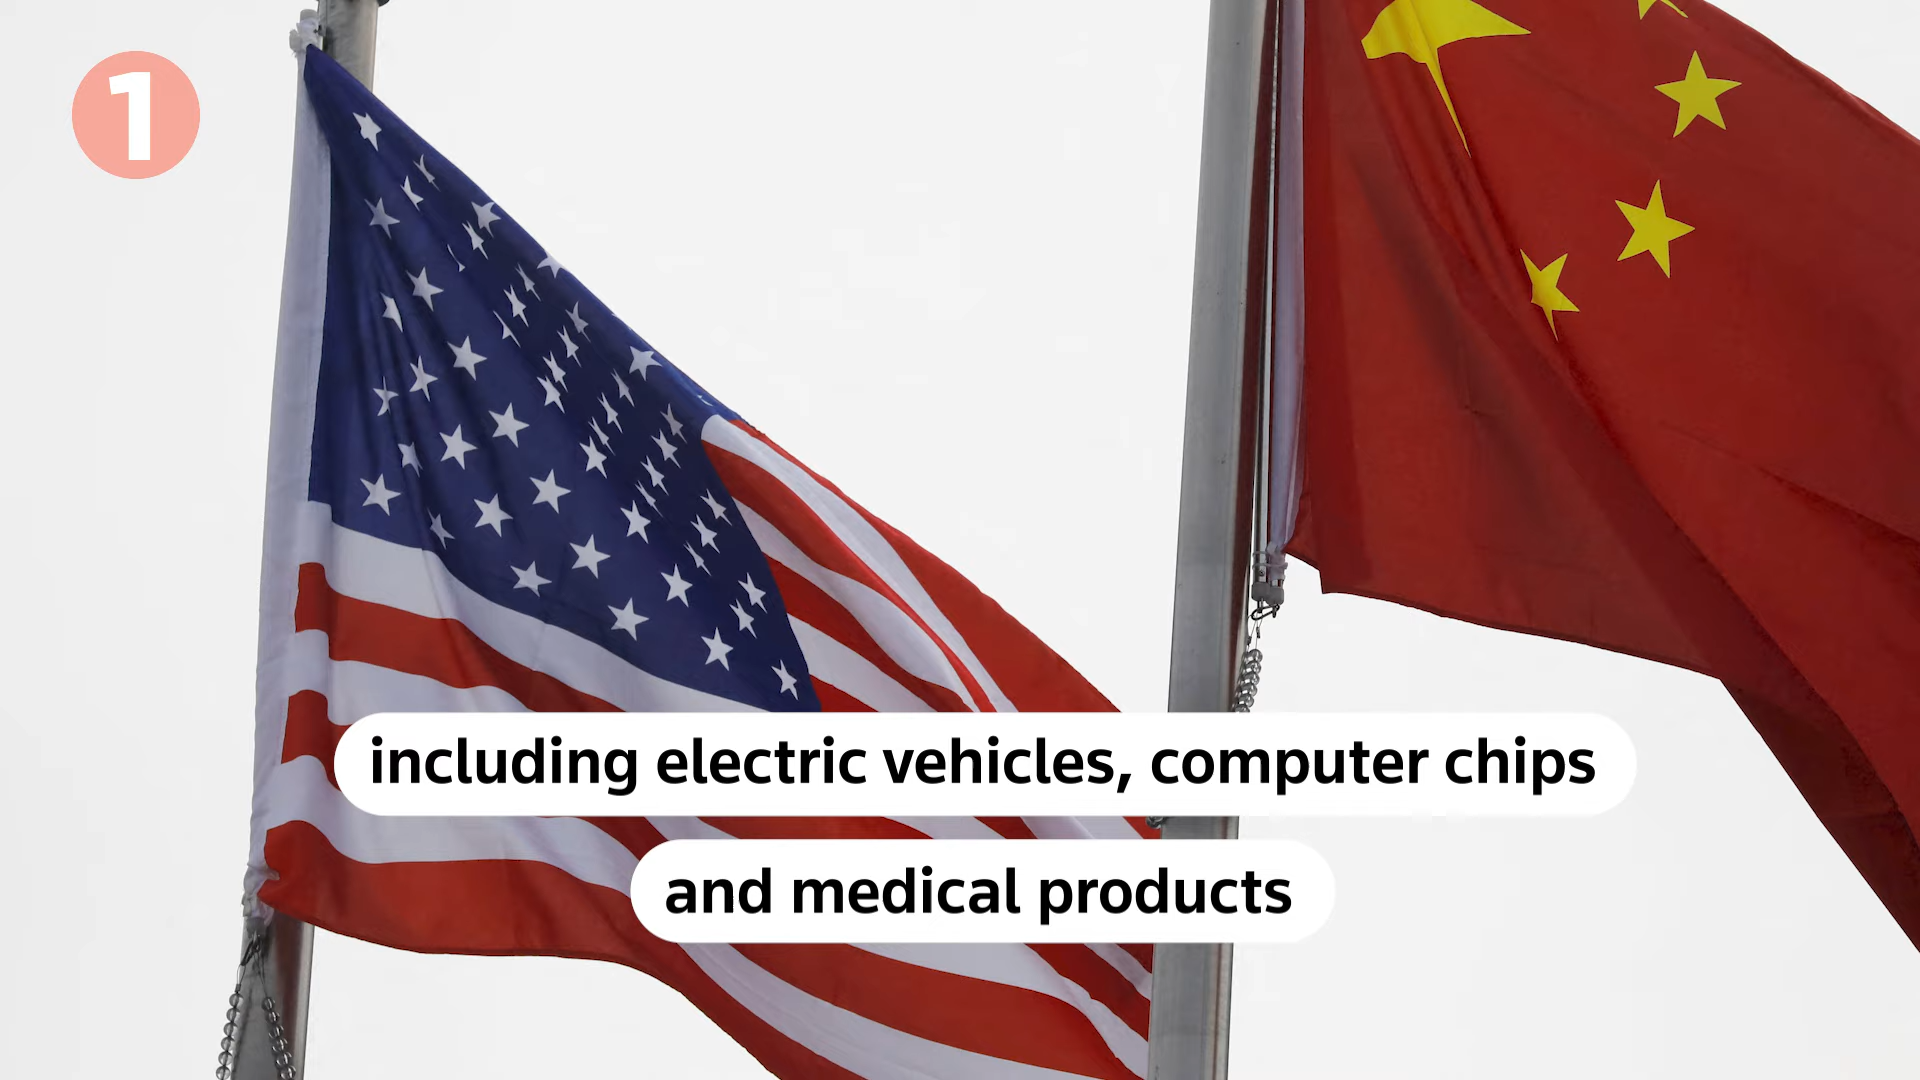 1
including electric vehicles, computer chips
and medical products